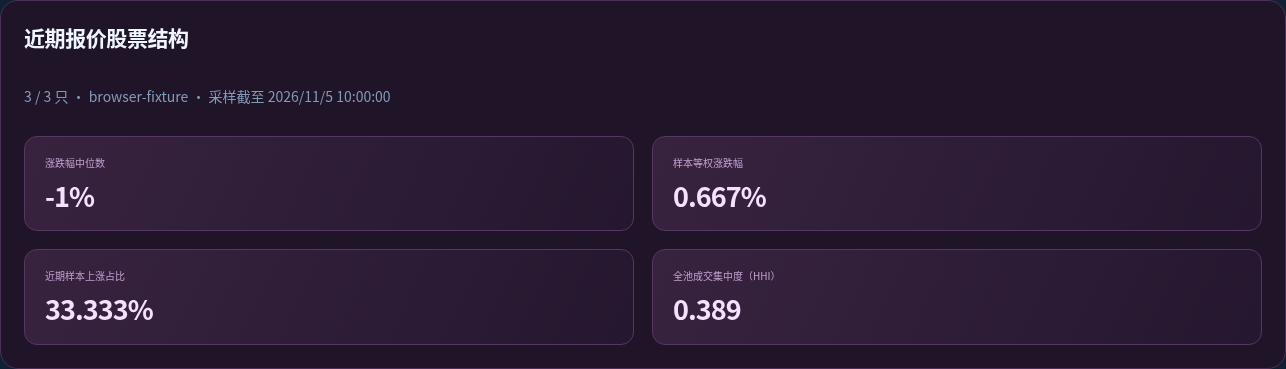 近期报价股票结构
3 / 3 只 • browser-fixture • 采样截至 2026/11/5 10:00:00
涨跌幅中位数
-1%
样本等权涨跌幅
0.667%
近期样本上涨占比
33.333%
全池成交集中度（HHI）
0.389